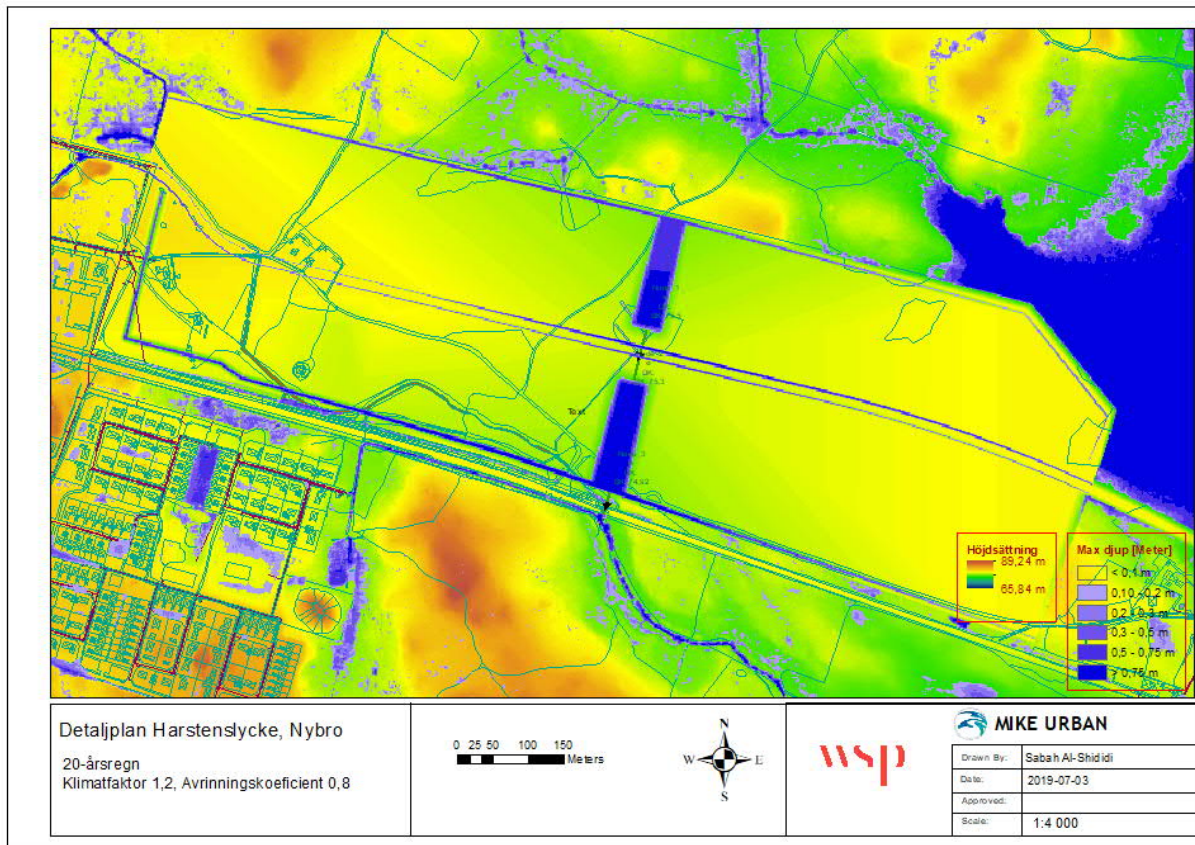 Text
Höjdsättning
89,24 m
65,84 m
Max djup [Meter]
< 0,1 m
0,10 - 0,2 m
0,2 - 0,3 m
0,3 - 0,5 m
0,5 - 0,75 m
> 0,75 m
Detaljplan Harstenslycke, Nybro
20-årsregn
Klimatfaktor 1,2, Avrinningskoeficient 0,8
0 25 50 100 150
Meters
N
W E
S
wsp
MIKE URBAN
Drawn By: Sabah Al-Shididi
Date: 2019-07-03
Approved:
Scale: 1:4 000